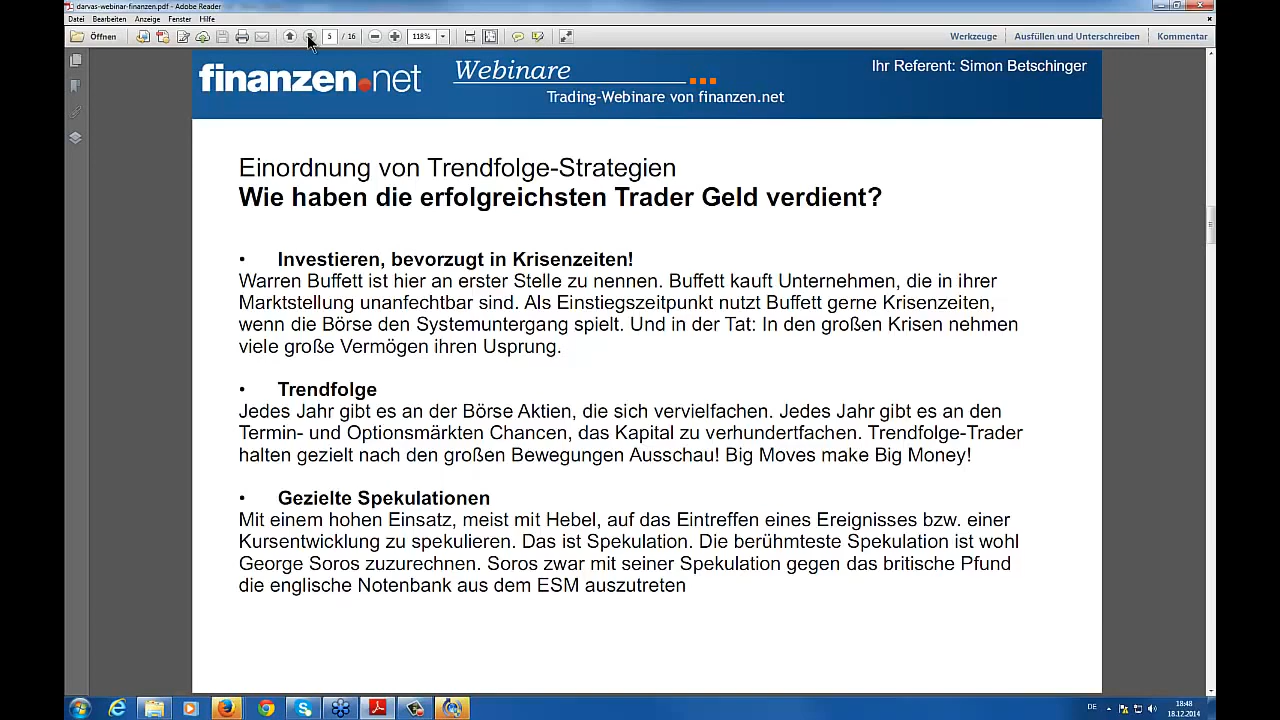 darvas-webinar-finanzen.pdf - Adobe Reader
Datei Bearbeiten Anzeige Fenster Hilfe
Öffnen 5 / 16 118% Werkzeuge Ausfüllen und Unterschreiben Kommentar
finanzen.net Webinare Ihr Referent: Simon Betschinger
Trading-Webinare von finanzen.net
Einordnung von Trendfolge-Strategien
Wie haben die erfolgreichsten Trader Geld verdient?
• Investieren, bevorzugt in Krisenzeiten!
Warren Buffett ist hier an erster Stelle zu nennen. Buffett kauft Unternehmen, die in ihrer
Marktstellung unanfechtbar sind. Als Einstiegszeitpunkt nutzt Buffett gerne Krisenzeiten,
wenn die Börse den Systemuntergang spielt. Und in der Tat: In den großen Krisen nehmen
viele große Vermögen ihren Ursprung.
• Trendfolge
Jedes Jahr gibt es an der Börse Aktien, die sich vervielfachen. Jedes Jahr gibt es an den
Termin- und Optionsmärkten Chancen, das Kapital zu verhundertfachen. Trendfolge-Trader
halten gezielt nach den großen Bewegungen Ausschau! Big Moves make Big Money!
• Gezielte Spekulationen
Mit einem hohen Einsatz, meist mit Hebel, auf das Eintreffen eines Ereignisses bzw. einer
Kursentwicklung zu spekulieren. Das ist Spekulation. Die berühmteste Spekulation ist wohl
George Soros zuzurechnen. Soros zwar mit seiner Spekulation gegen das britische Pfund
die englische Notenbank aus dem ESM auszutreten
DE 18:48
18.12.2014